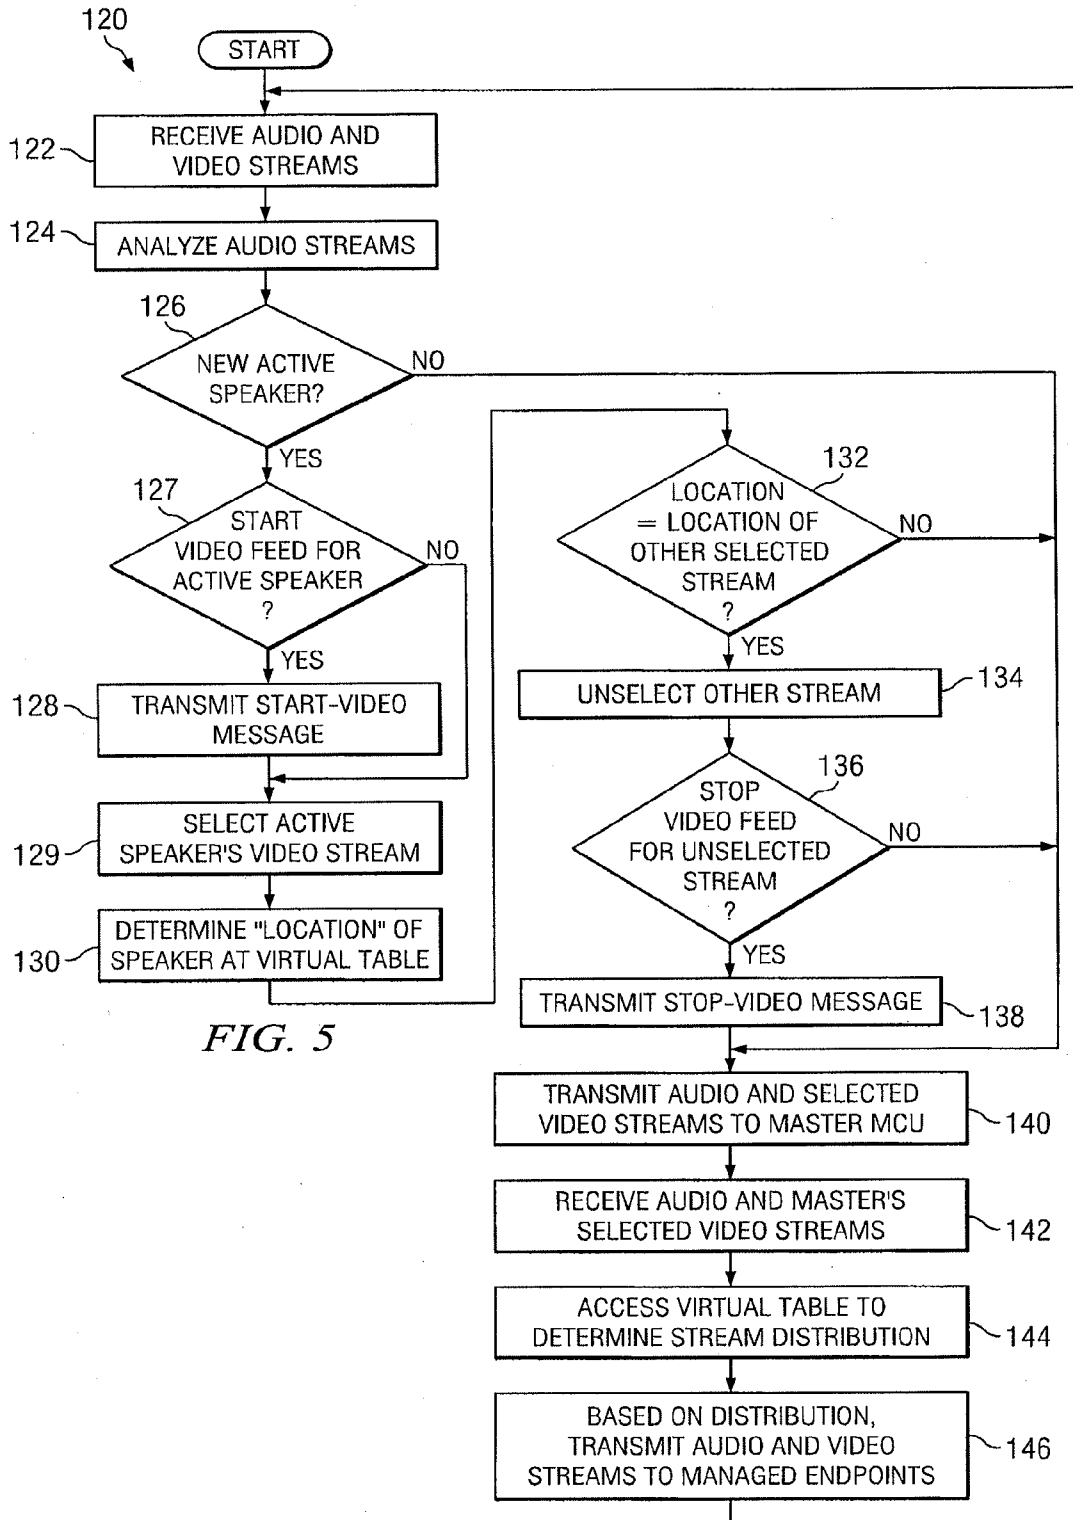 120
START
122
RECEIVE AUDIO AND
VIDEO STREAMS
124
ANALYZE AUDIO STREAMS
126
NEW ACTIVE
SPEAKER?
NO
YES
127
START
VIDEO FEED FOR
ACTIVE SPEAKER
?
NO
YES
128
TRANSMIT START-VIDEO
MESSAGE
129
SELECT ACTIVE
SPEAKER'S VIDEO STREAM
130
DETERMINE "LOCATION" OF
SPEAKER AT VIRTUAL TABLE
FIG. 5
132
LOCATION
= LOCATION OF
OTHER SELECTED
STREAM
?
NO
YES
UNSELECT OTHER STREAM
134
136
STOP
VIDEO FEED
FOR UNSELECTED
STREAM
?
NO
YES
TRANSMIT STOP-VIDEO MESSAGE
138
TRANSMIT AUDIO AND SELECTED
VIDEO STREAMS TO MASTER MCU
140
RECEIVE AUDIO AND MASTER'S
SELECTED VIDEO STREAMS
142
ACCESS VIRTUAL TABLE TO
DETERMINE STREAM DISTRIBUTION
144
BASED ON DISTRIBUTION,
TRANSMIT AUDIO AND VIDEO
STREAMS TO MANAGED ENDPOINTS
146